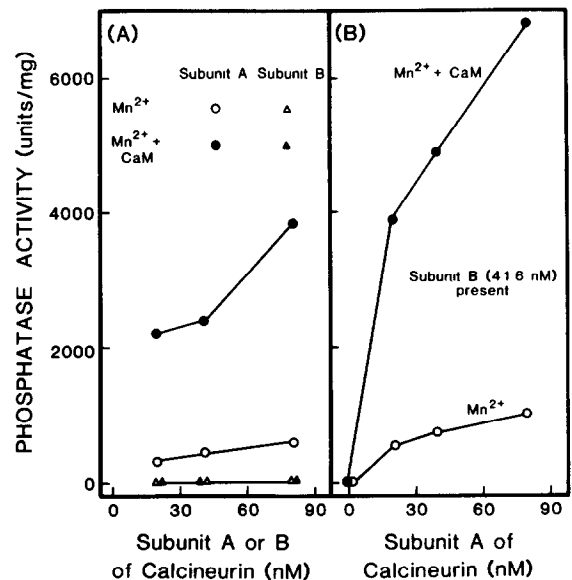 (A)
(B)
PHOSPHATASE ACTIVITY (units/mg)
6000
4000
2000
0
Subunit A Subunit B
Mn2+
Mn2+ +
CaM
Mn2+ + CaM
Subunit B (416 nM)
present
Mn2+
0 30 60 90
0 30 60 90
Subunit A or B
of Calcineurin (nM)
Subunit A of
Calcineurin (nM)